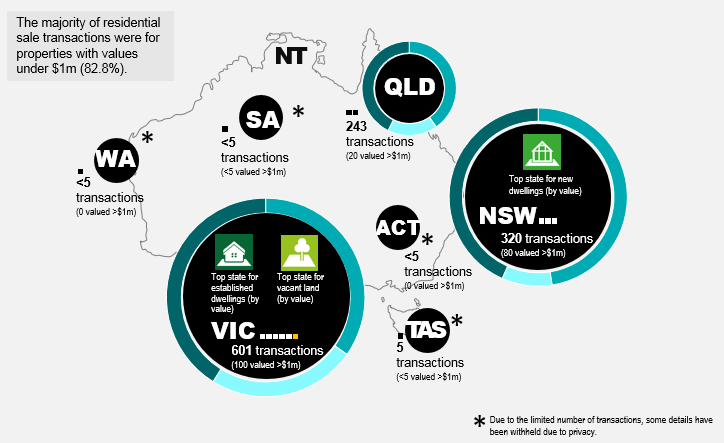 The majority of residential
sale transactions were for
properties with values
under $1m (82.8%).
NT
QLD
243
transactions
(20 valued >$1m)
SA *
<5
transactions
(<5 valued >$1m)
WA *
<5
transactions
(0 valued >$1m)
Top state for new
dwellings (by value)
NSW
320 transactions
(80 valued >$1m)
ACT *
<5
transactions
(0 valued >$1m)
Top state for
established
dwellings (by
value)
Top state for
vacant land
(by value)
VIC
601 transactions
(100 valued >$1m)
TAS *
5
transactions
(<5 valued >$1m)
* Due to the limited number of transactions, some details have
been withheld due to privacy.